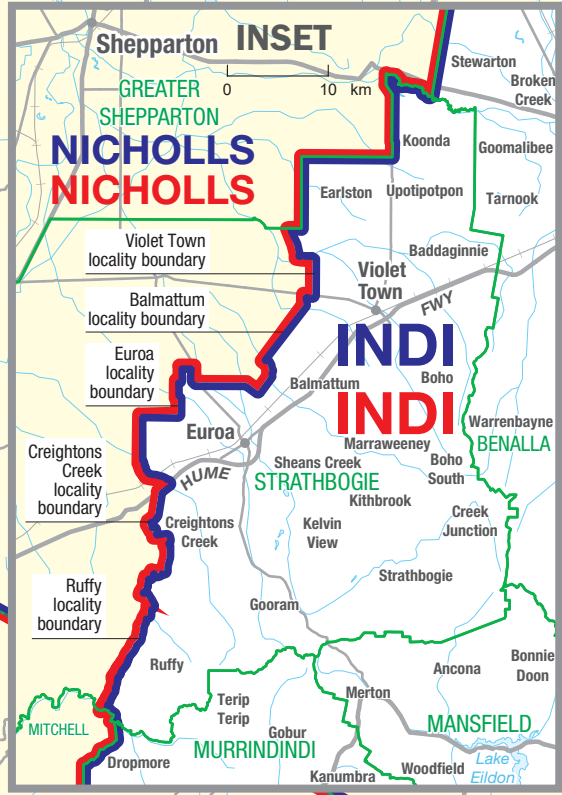 Shepparton
INSET
Stewarton
0 10 km
Broken
Creek
GREATER
SHEPPARTON
NICHOLLS
NICHOLLS
Koonda
Goomalibee
Earlston
Upotipotpon
Tarnook
Violet Town
locality boundary
Baddaginnie
Violet
Town
Balmattum
locality boundary
FWY
INDI
INDI
Euroa
locality
boundary
Balmattum
Boho
Warrenbayne
BENALLA
Euroa
Marraweeney
Creightons
Creek
locality
boundary
HUME
Sheans Creek
Boho
South
STRATHBOGIE
Kithbrook
Creightons
Creek
Kelvin
View
Creek
Junction
Strathbogie
Ruffy
locality
boundary
Gooram
Ruffy
Ancona
Bonnie
Doon
Terip
Terip
Merton
MITCHELL
Gobur
MANSFIELD
MURRINDINDI
Dropmore
Kanumbra
Woodfield
Lake
Eildon